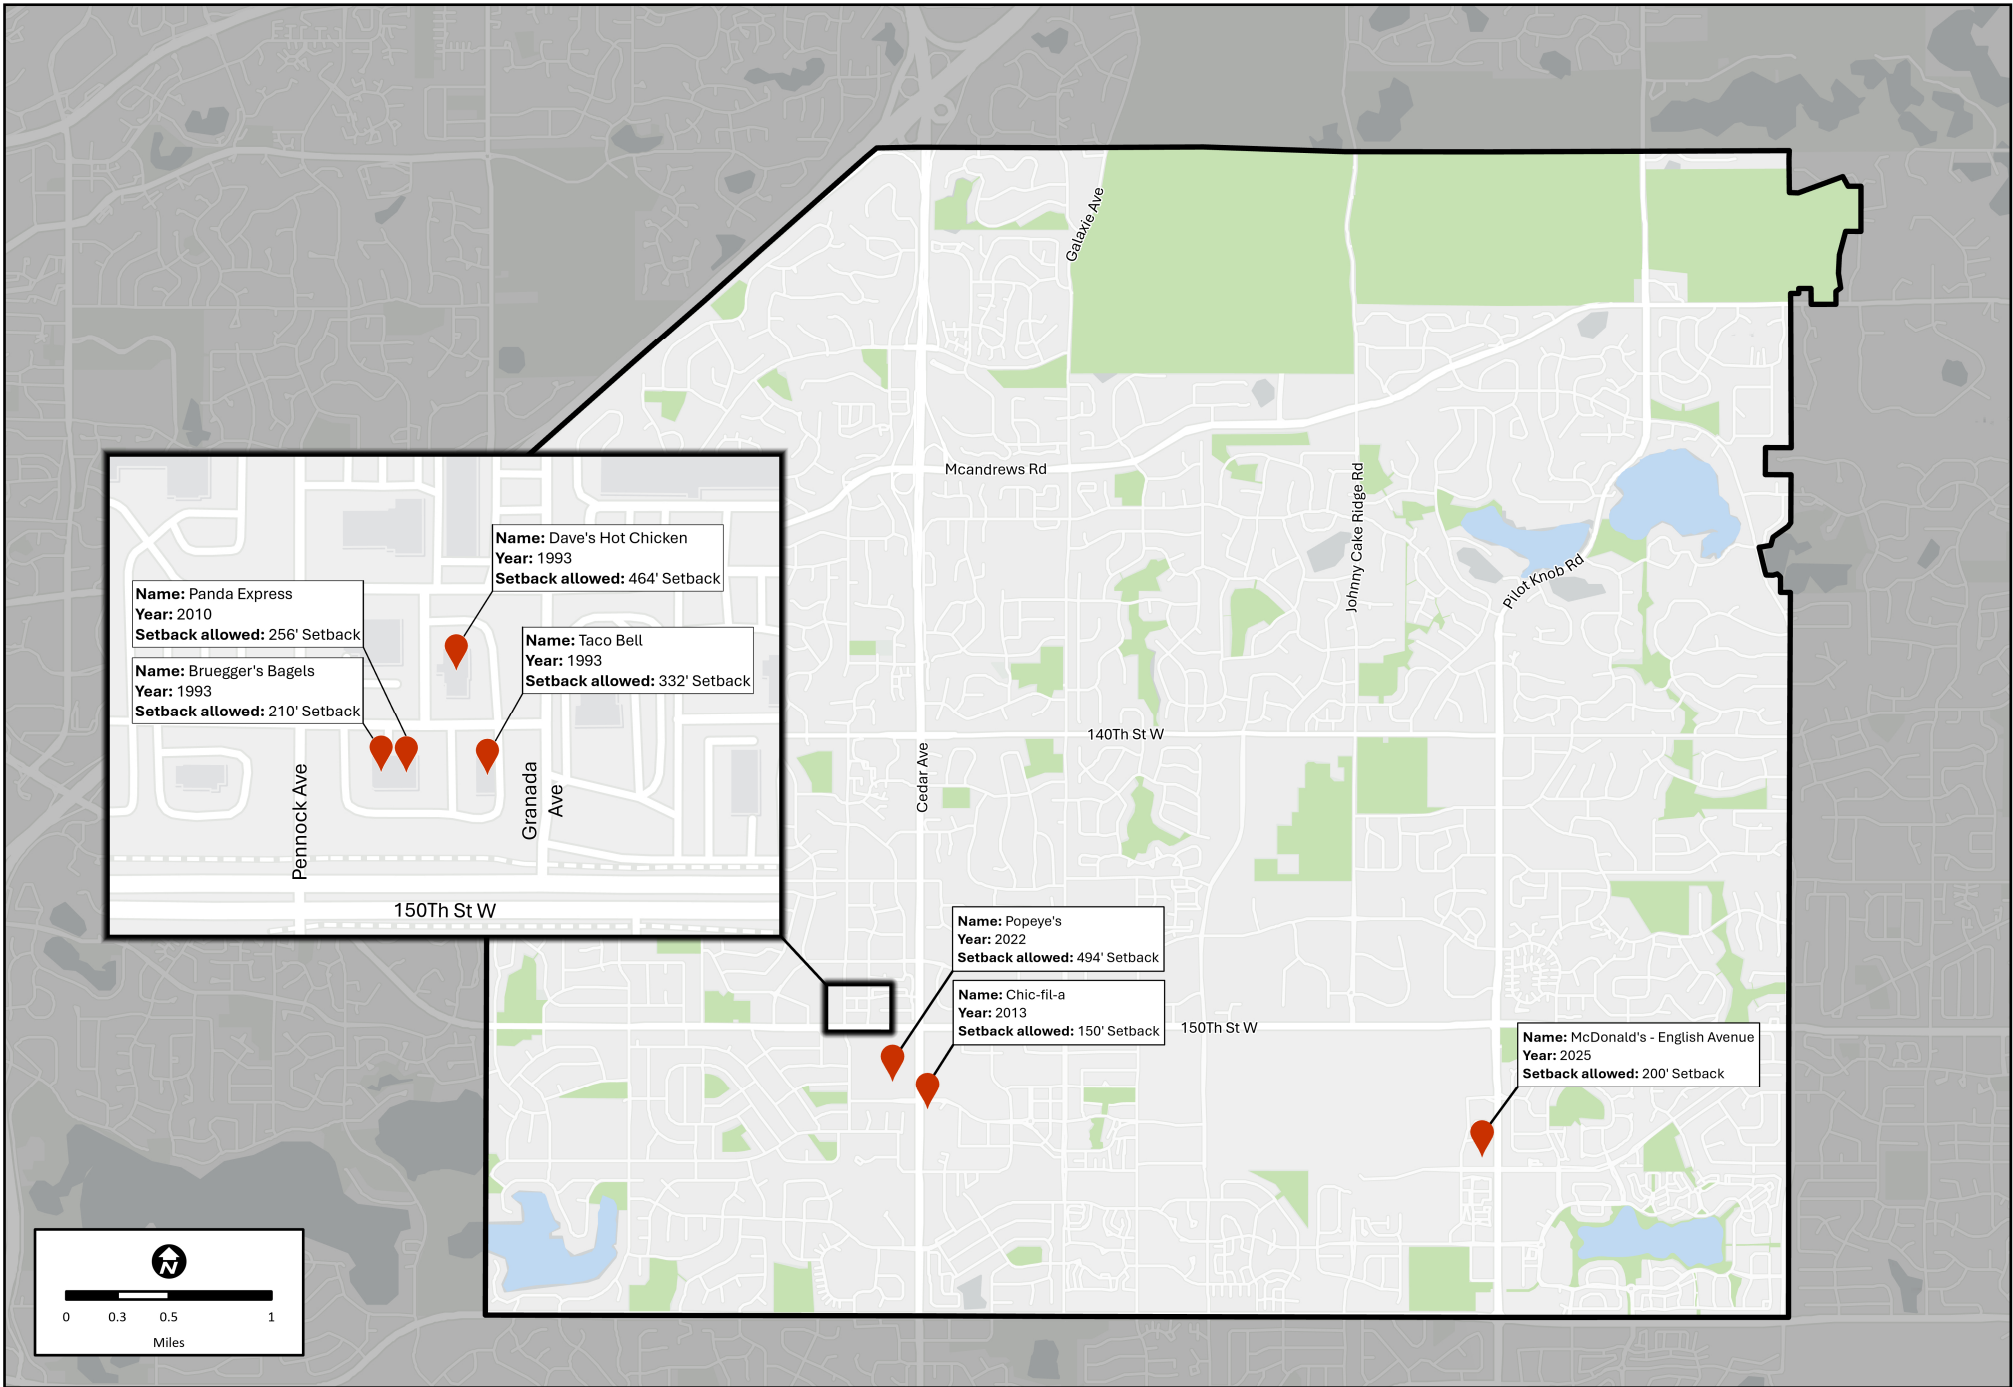 Galaxie Ave
Mcandrews Rd
Johnny Cake Ridge Rd
Pilot Knob Rd
Name: Dave's Hot Chicken
Year: 1993
Setback allowed: 464' Setback
Name: Panda Express
Year: 2010
Setback allowed: 256' Setback
Name: Taco Bell
Year: 1993
Setback allowed: 332' Setback
Name: Bruegger's Bagels
Year: 1993
Setback allowed: 210' Setback
Pennock Ave
Granada
Ave
150Th St W
140Th St W
Cedar Ave
Name: Popeye's
Year: 2022
Setback allowed: 494' Setback
Name: Chic-fil-a
Year: 2013
Setback allowed: 150' Setback
150Th St W
Name: McDonald's - English Avenue
Year: 2025
Setback allowed: 200' Setback
N
0 0.3 0.5 1
Miles